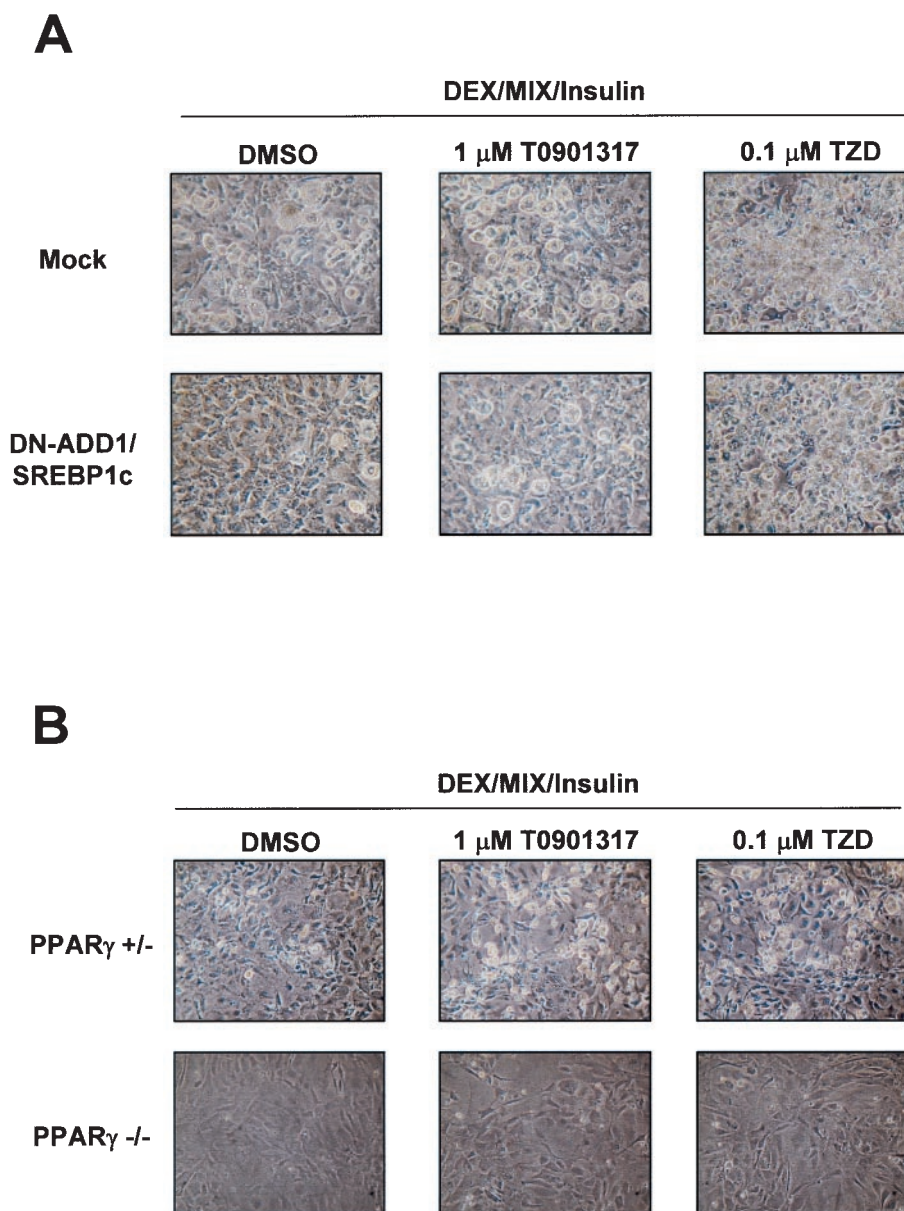 A
DEX/MIX/Insulin
DMSO
1 μM T0901317
0.1 μM TZD
Mock
DN-ADD1/
SREBP1c
B
DEX/MIX/Insulin
DMSO
1 μM T0901317
0.1 μM TZD
PPARγ +/-
PPARγ -/-